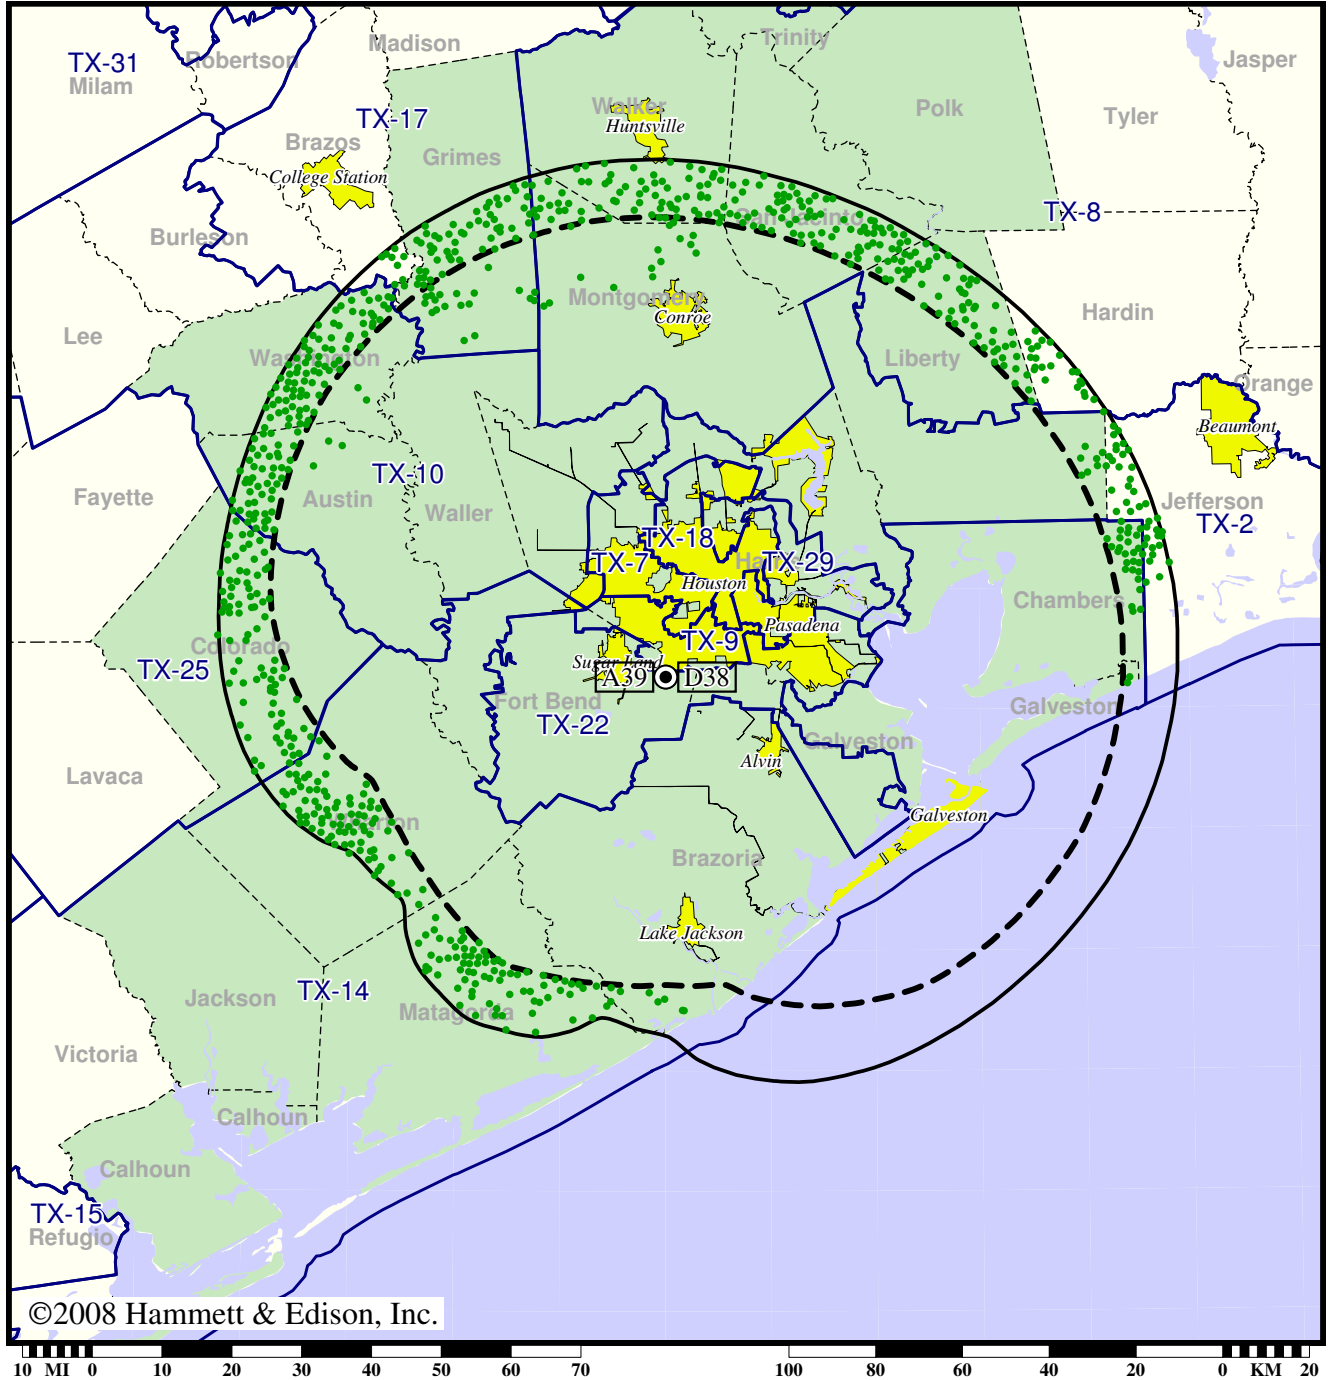 Madison
Trinity
Robertson
TX-31
Milam
Jasper
Walker
Huntsville
Polk
Tyler
TX-17
Brazos
Grimes
College Station
San Jacinto
TX-8
Burleson
Montgomery
Conroe
Hardin
Lee
Washington
Liberty
Orange
Beaumont
TX-10
Fayette
Austin
Waller
Jefferson
TX-2
TX-18
TX-7
Harris
TX-29
Houston
Chambers
Pasadena
TX-9
Colorado
Sugar Land
TX-25
A39
D38
Fort Bend
Galveston
TX-22
Galveston
Alvin
Lavaca
Wharton
Galveston
Brazoria
Lake Jackson
Jackson
TX-14
Matagorda
Victoria
Calhoun
Calhoun
TX-15
Refugio
©2008 Hammett & Edison, Inc.
10 MI 0 10 20 30 40 50 60 70 100 80 60 40 20 0 KM 20